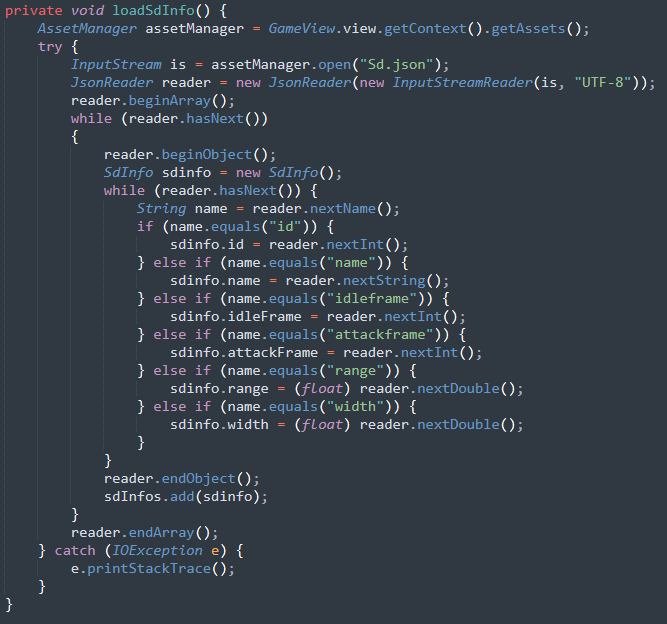 private void loadSdInfo() {
    AssetManager assetManager = GameView.view.getContext().getAssets();
    try {
        InputStream is = assetManager.open("Sd.json");
        JsonReader reader = new JsonReader(new InputStreamReader(is, "UTF-8"));
        reader.beginArray();
        while (reader.hasNext())
        {
            reader.beginObject();
            SdInfo sdinfo = new SdInfo();
            while (reader.hasNext()) {
                String name = reader.nextName();
                if (name.equals("id")) {
                    sdinfo.id = reader.nextInt();
                } else if (name.equals("name")) {
                    sdinfo.name = reader.nextString();
                } else if (name.equals("idleframe")) {
                    sdinfo.idleFrame = reader.nextInt();
                } else if (name.equals("attackframe")) {
                    sdinfo.attackFrame = reader.nextInt();
                } else if (name.equals("range")) {
                    sdinfo.range = (float) reader.nextDouble();
                } else if (name.equals("width")) {
                    sdinfo.width = (float) reader.nextDouble();
                }
            }
            reader.endObject();
            sdInfos.add(sdinfo);
        }
        reader.endArray();
    } catch (IOException e) {
        e.printStackTrace();
    }
}